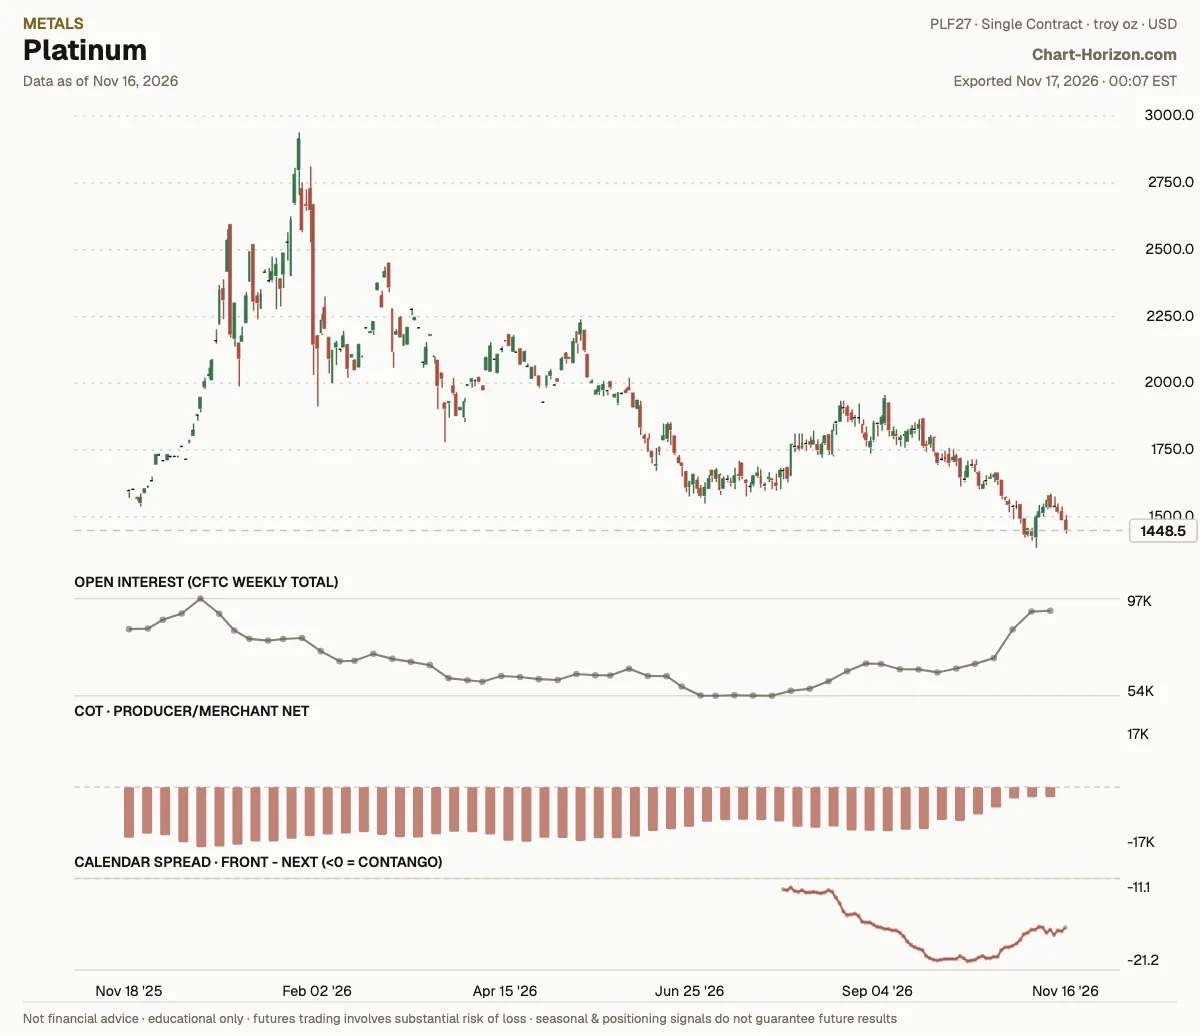 METALS
Platinum
Data as of Nov 16, 2026
PLF27 · Single Contract · troy oz · USD
Chart-Horizon.com
Exported Nov 17, 2026 · 00:07 EST
3000.0
2750.0
2500.0
2250.0
2000.0
1750.0
1500.0
1448.5
OPEN INTEREST (CFTC WEEKLY TOTAL)
97K
54K
COT · PRODUCER/MERCHANT NET
17K
-17K
CALENDAR SPREAD · FRONT - NEXT (<0 = CONTANGO)
-11.1
-21.2
Nov 18 '25 Feb 02 '26 Apr 15 '26 Jun 25 '26 Sep 04 '26 Nov 16 '26
Not financial advice · educational only · futures trading involves substantial risk of loss · seasonal & positioning signals do not guarantee future results